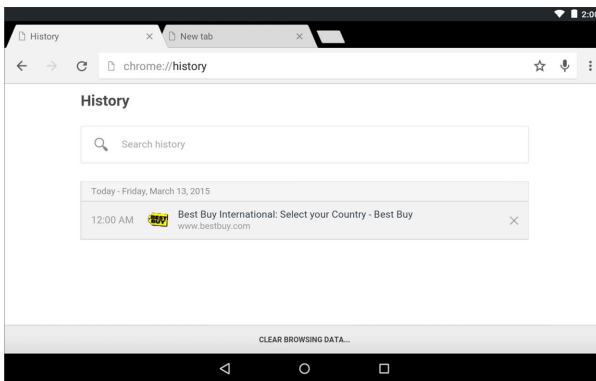 2:00
History
New tab
chrome://history
History
Search history
Today - Friday, March 13, 2015
12:00 AM
BEST BUY
Best Buy International: Select your Country - Best Buy
www.bestbuy.com
CLEAR BROWSING DATA...